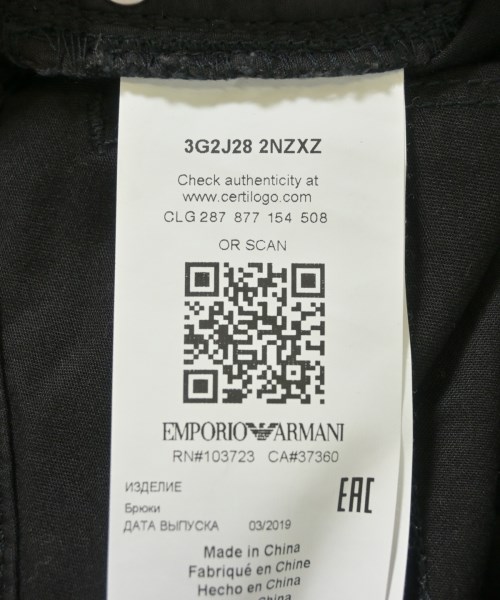 3G2J28 2NZXZ
Check authenticity at
www.certilogo.com
CLG 287 877 154 508
OR SCAN
EMPORIO ARMANI
RN#103723 CA#37360
ИЗДЕЛИЕ
EAC
Брюки
ДАТА ВЫПУСКА 03/2019
Made in China
Fabriqué en Chine
Hecho en China
China